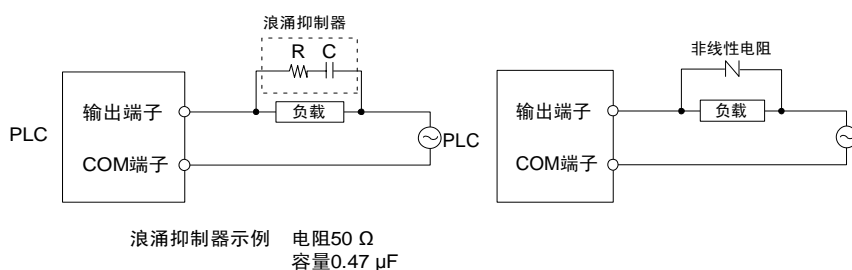 浪涌抑制器
R C
输出端子
负载
PLC
COM端子
PLC
非线性电阻
输出端子
负载
COM端子
浪涌抑制器示例 电阻50 Ω
容量0.47 μF